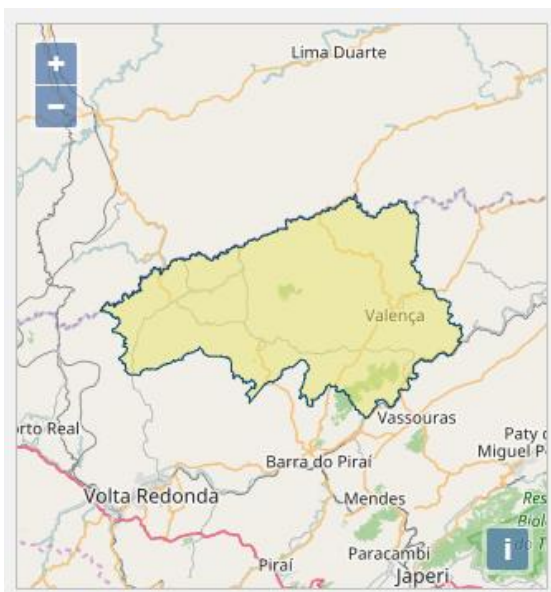 +
−
Lima Duarte
Valença
orto Real
Vassouras
Paty d
Miguel P
Barra do Piraí
Volta Redonda
Mendes
Res
Biol
do T
Paracambi
Piraí
Japeri
i